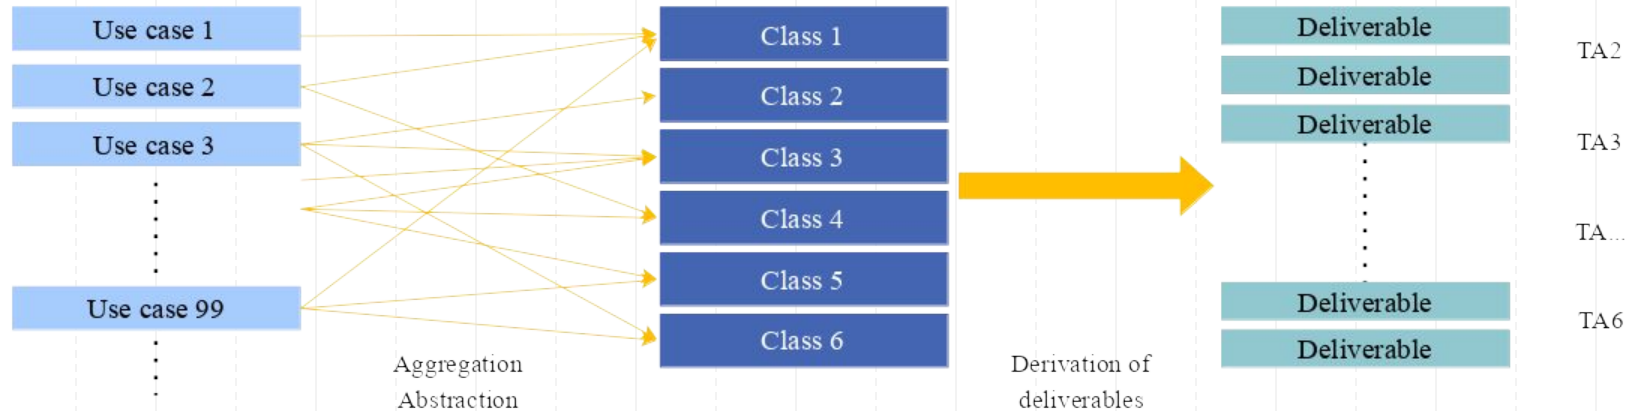 Use case 1
Use case 2
Use case 3
Use case 99
Aggregation
Abstraction
Class 1
Class 2
Class 3
Class 4
Class 5
Class 6
Derivation of
deliverables
Deliverable
Deliverable
Deliverable
Deliverable
Deliverable
TA2
TA3
TA...
TA6